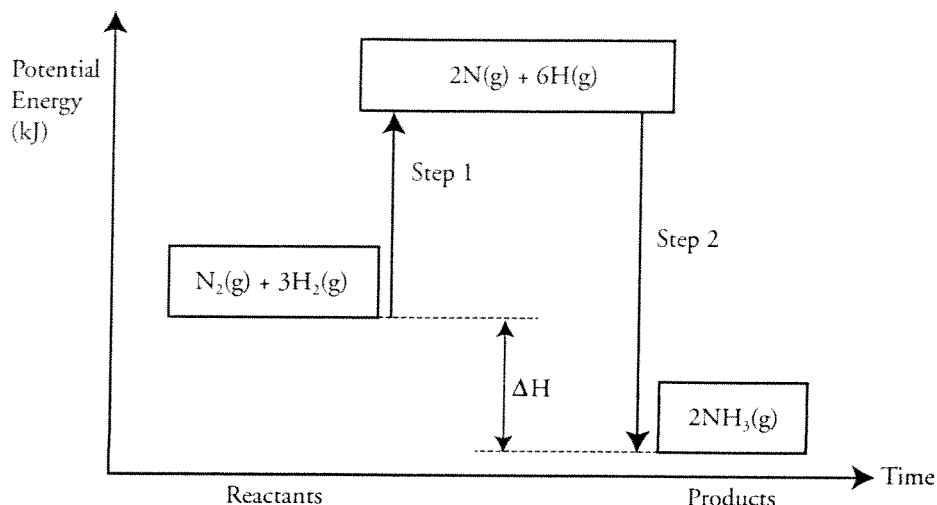 Potential
Energy
(kJ)
2N(g) + 6H(g)
Step 1
Step 2
N₂(g) + 3H₂(g)
ΔH
2NH₃(g)
Time
Reactants
Products